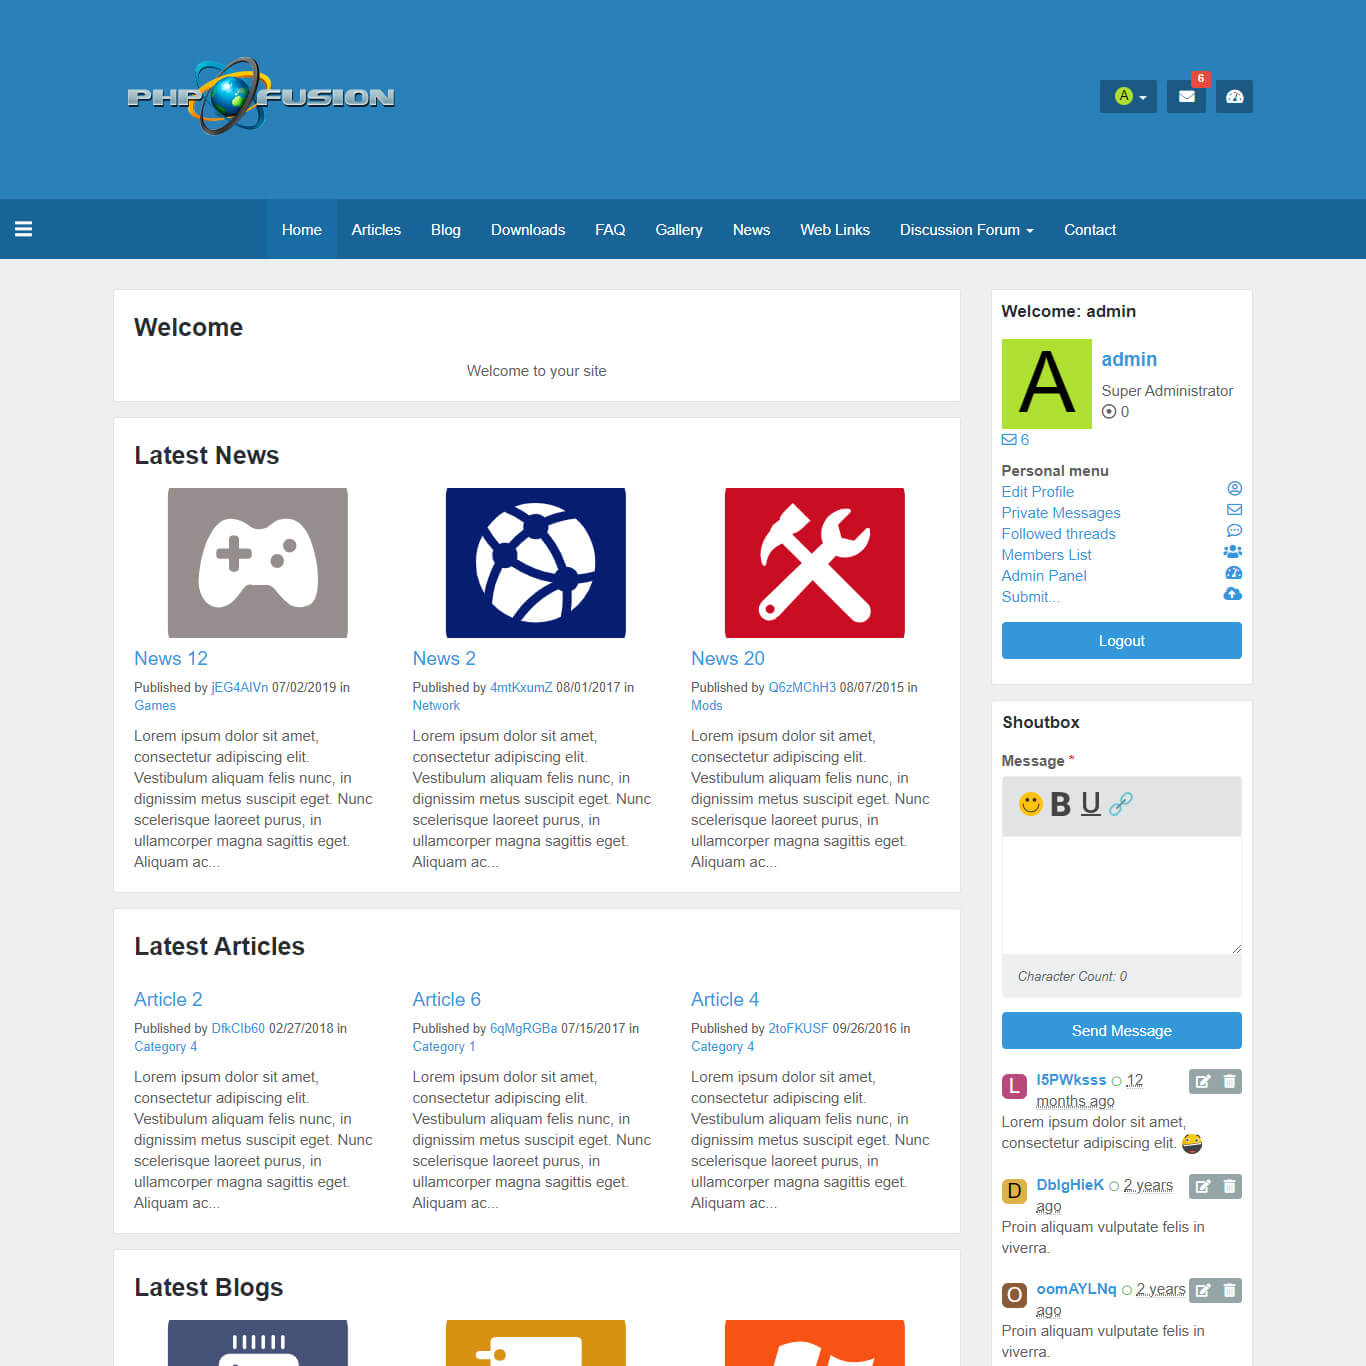 PHP FUSION
A
6
Home Articles Blog Downloads FAQ Gallery News Web Links Discussion Forum Contact
Welcome
Welcome to your site
Latest News
News 12
Published by jEG4AIVn 07/02/2019 in
Games
Lorem ipsum dolor sit amet,
consectetur adipiscing elit.
Vestibulum aliquam felis nunc, in
dignissim metus suscipit eget. Nunc
scelerisque laoreet purus, in
ullamcorper magna sagittis eget.
Aliquam ac...
News 2
Published by 4mtKxumZ 08/01/2017 in
Network
Lorem ipsum dolor sit amet,
consectetur adipiscing elit.
Vestibulum aliquam felis nunc, in
dignissim metus suscipit eget. Nunc
scelerisque laoreet purus, in
ullamcorper magna sagittis eget.
Aliquam ac...
News 20
Published by Q6zMChH3 08/07/2015 in
Mods
Lorem ipsum dolor sit amet,
consectetur adipiscing elit.
Vestibulum aliquam felis nunc, in
dignissim metus suscipit eget. Nunc
scelerisque laoreet purus, in
ullamcorper magna sagittis eget.
Aliquam ac...
Latest Articles
Article 2
Published by DfkCIb60 02/27/2018 in
Category 4
Lorem ipsum dolor sit amet,
consectetur adipiscing elit.
Vestibulum aliquam felis nunc, in
dignissim metus suscipit eget. Nunc
scelerisque laoreet purus, in
ullamcorper magna sagittis eget.
Aliquam ac...
Article 6
Published by 6qMgRGBa 07/15/2017 in
Category 1
Lorem ipsum dolor sit amet,
consectetur adipiscing elit.
Vestibulum aliquam felis nunc, in
dignissim metus suscipit eget. Nunc
scelerisque laoreet purus, in
ullamcorper magna sagittis eget.
Aliquam ac...
Article 4
Published by 2toFKUSF 09/26/2016 in
Category 4
Lorem ipsum dolor sit amet,
consectetur adipiscing elit.
Vestibulum aliquam felis nunc, in
dignissim metus suscipit eget. Nunc
scelerisque laoreet purus, in
ullamcorper magna sagittis eget.
Aliquam ac...
Latest Blogs
Welcome: admin
A
admin
Super Administrator
0
6
Personal menu
Edit Profile
Private Messages
Followed threads
Members List
Admin Panel
Submit...
Logout
Shoutbox
Message *
B U
Character Count: 0
Send Message
L I5PWksss 12
months ago
Lorem ipsum dolor sit amet,
consectetur adipiscing elit.
D DblgHieK 2 years
ago
Proin aliquam vulputate felis in
viverra.
O oomAYLNq 2 years
ago
Proin aliquam vulputate felis in
viverra.